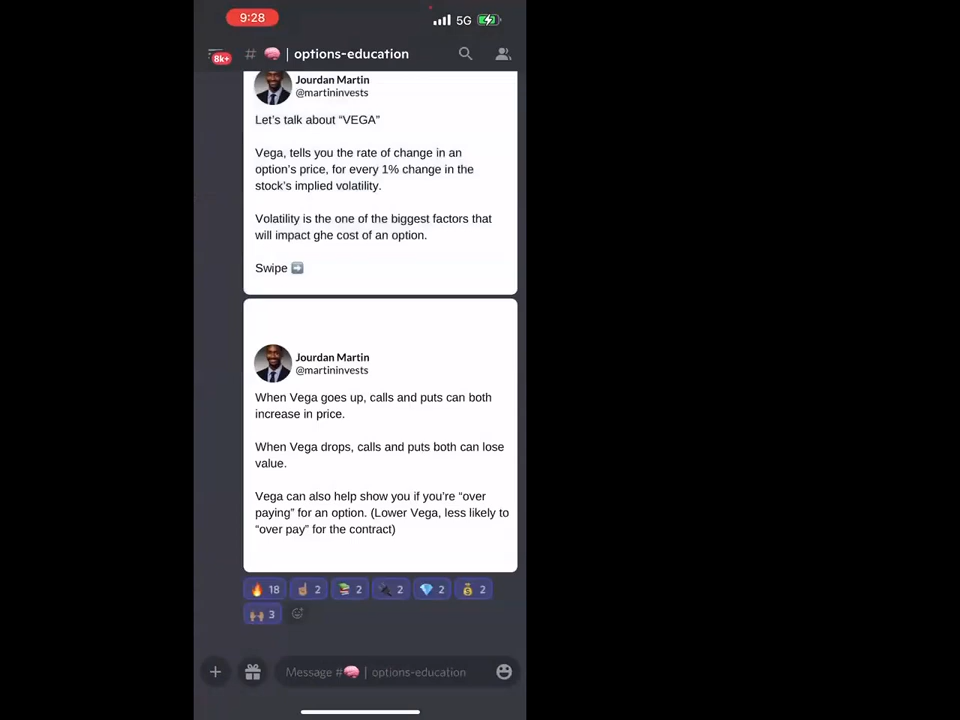 9:28
5G
8k+
# 🧠 | options-education
Jourdan Martin
@martininvests
Let's talk about “VEGA”
Vega, tells you the rate of change in an
option's price, for every 1% change in the
stock's implied volatility.
Volatility is the one of the biggest factors that
will impact ghe cost of an option.
Swipe ➡️
Jourdan Martin
@martininvests
When Vega goes up, calls and puts can both
increase in price.
When Vega drops, calls and puts both can lose
value.
Vega can also help show you if you're “over
paying” for an option. (Lower Vega, less likely to
“over pay” for the contract)
🔥 18 ☝🏽 2 📚 2 🔌 2 💎 2 💰 2
🙌🏽 3
Message #🧠 | options-education